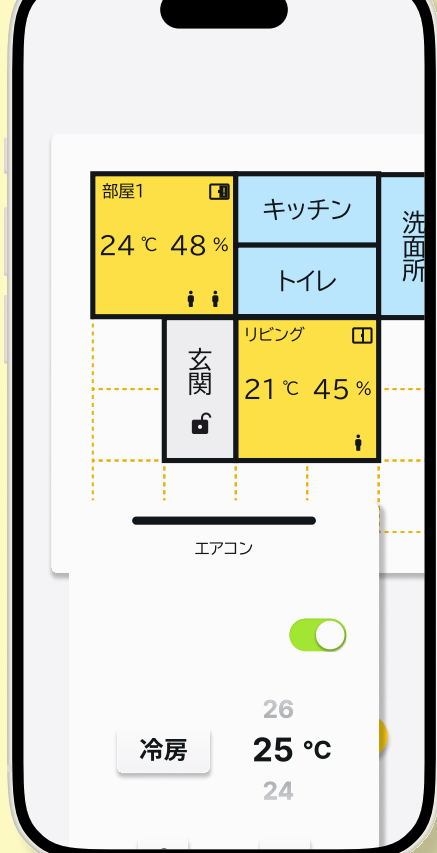 部屋1
24 ℃ 48 %
キッチン
トイレ
洗面所
玄関
リビング
21 ℃ 45 %
エアコン
26
冷房
25 °C
24